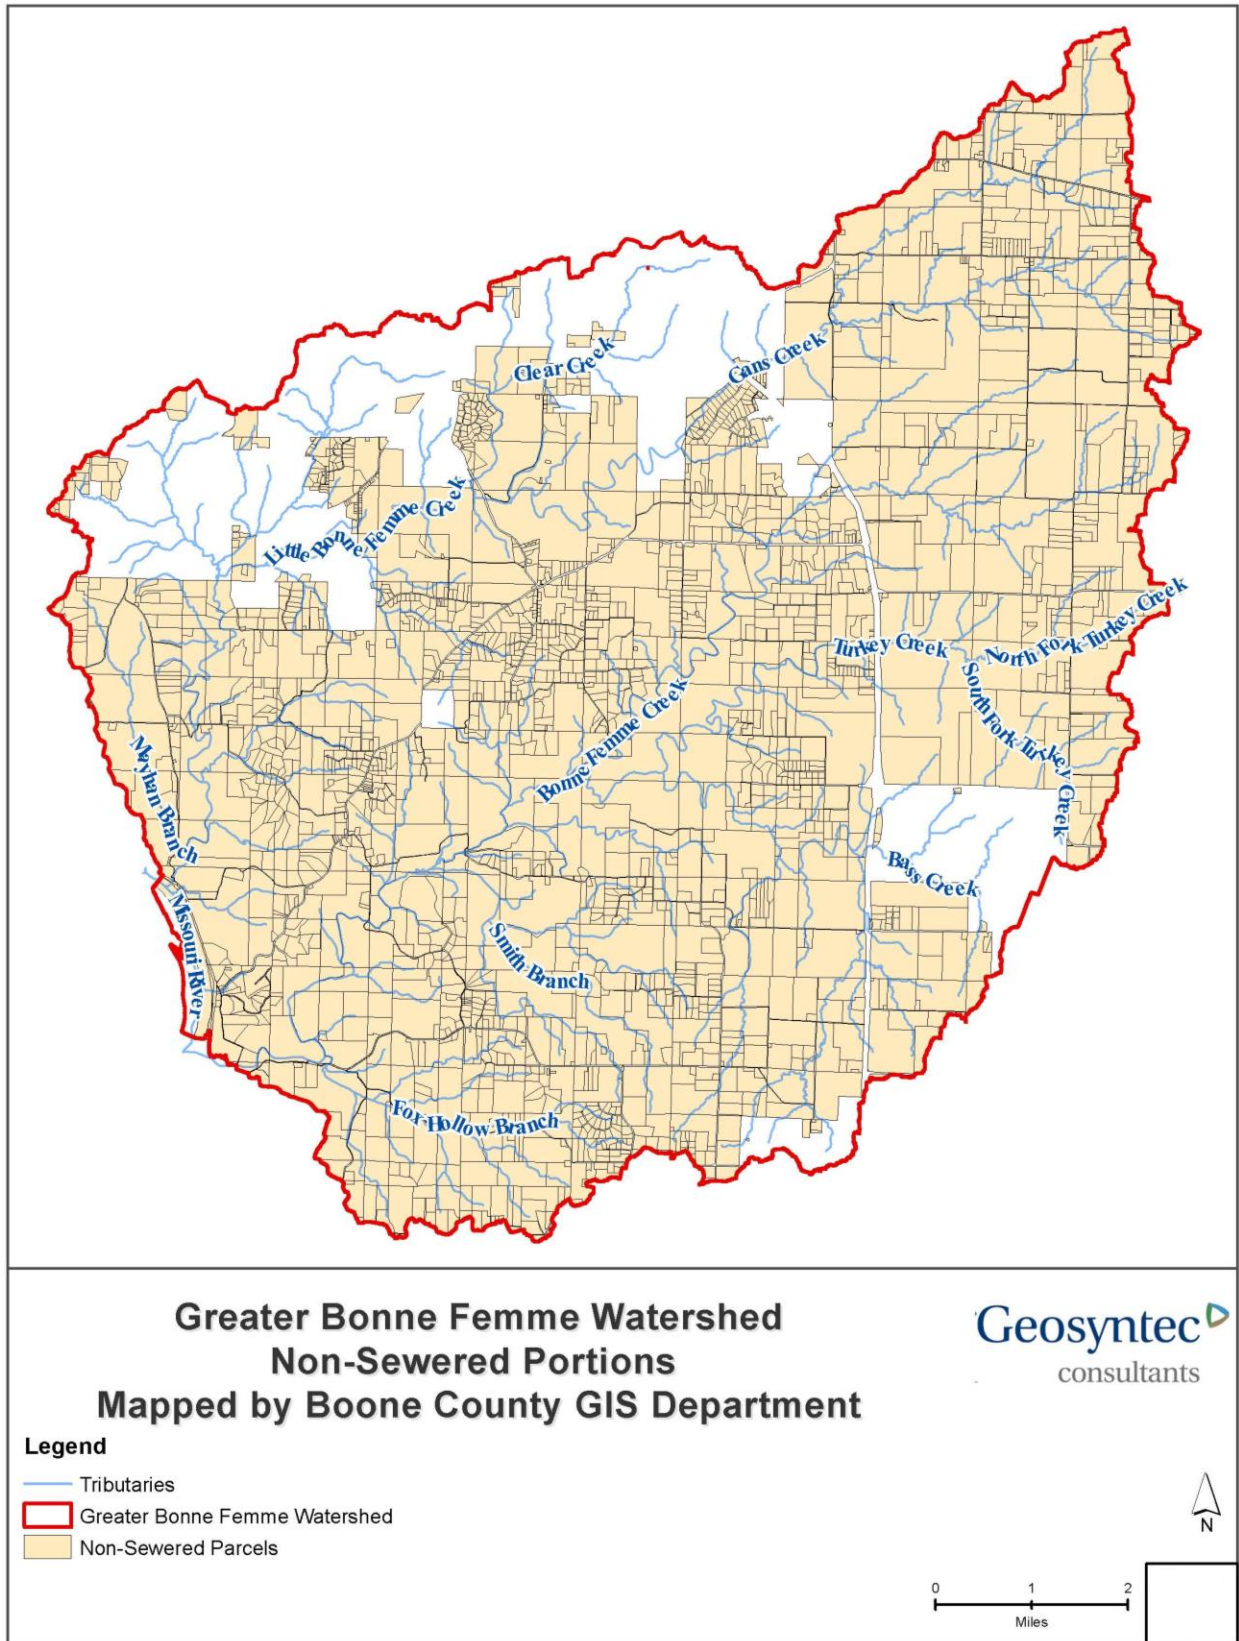 Clear Creek
Gans Creek
Little Bonne Femme Creek
Turkey Creek
North Fork Turkey Creek
South Fork Turkey Creek
Bonne Femme Creek
Mayhan Branch
Bass Creek
Mssouri River
Smith Branch
Fox Hollow Branch
Greater Bonne Femme Watershed
Non-Sewered Portions
Mapped by Boone County GIS Department
Geosyntec
consultants
Legend
Tributaries
Greater Bonne Femme Watershed
Non-Sewered Parcels
N
0 1 2
Miles